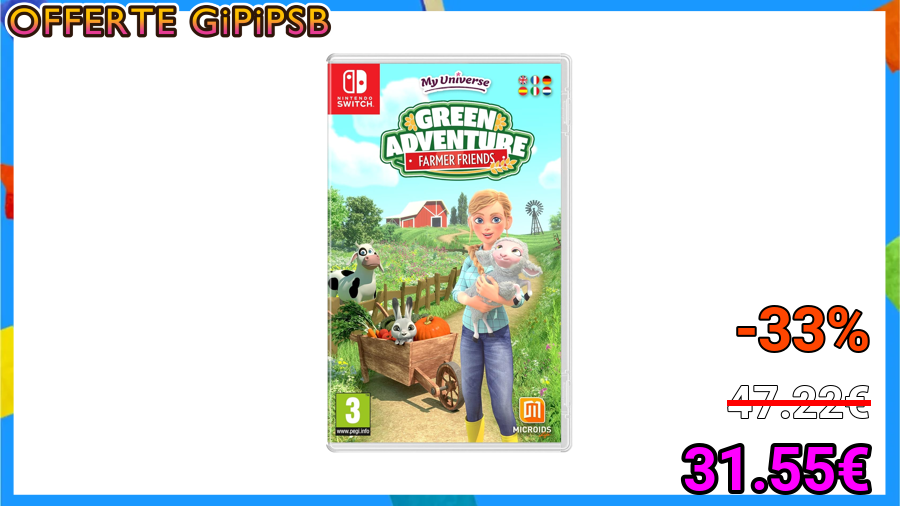 OFFERTE GiPiPSB
NINTENDO
SWITCH
My Universe
GREEN
ADVENTURE
FARMER FRIENDS
-33%
47.22€
31.55€
3
www.pegi.info
MICROIDS